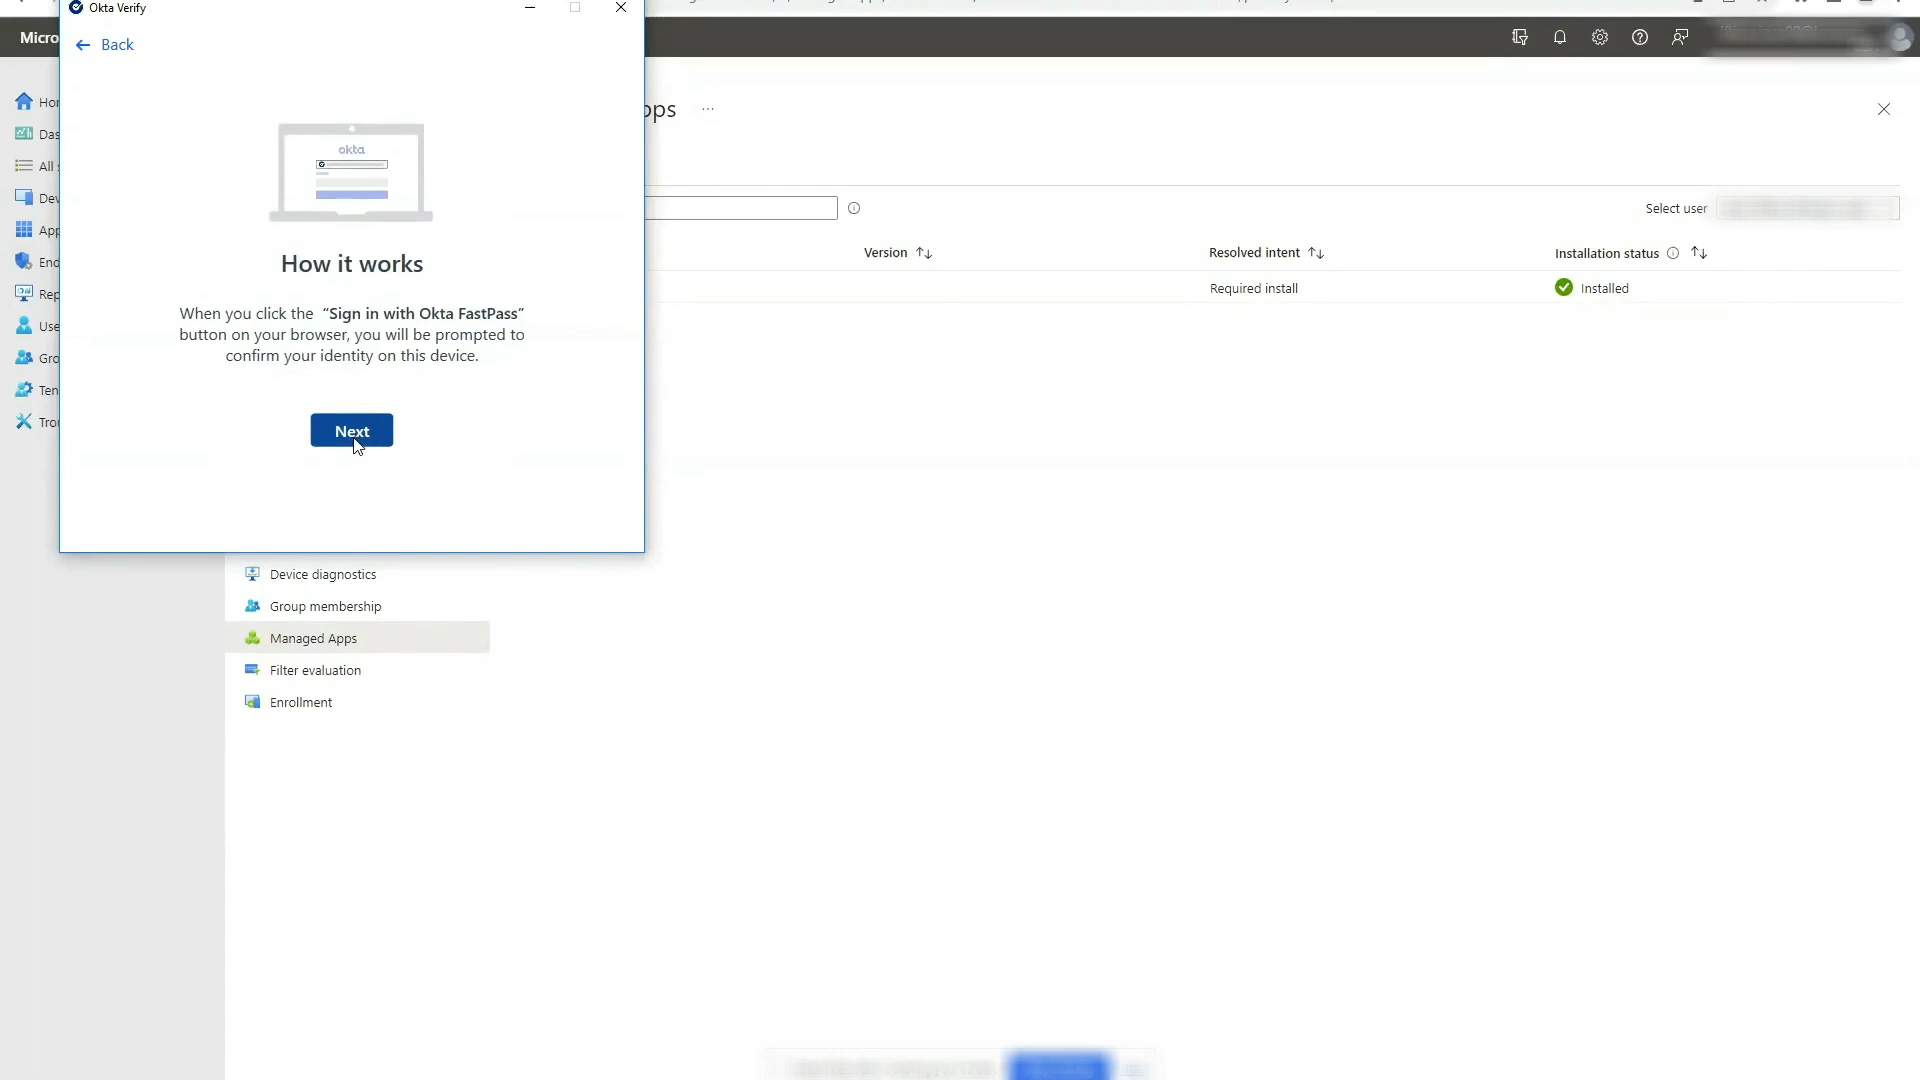 Okta Verify
Back
Micro
okta
How it works
When you click the “Sign in with Okta FastPass”
button on your browser, you will be prompted to
confirm your identity on this device.
Next
Hor
Das
All s
Dev
App
End
Rep
Use
Gro
Ten
Trou
pps
...
Select user
Version
Resolved intent
Installation status
Required install
Installed
Device diagnostics
Group membership
Managed Apps
Filter evaluation
Enrollment